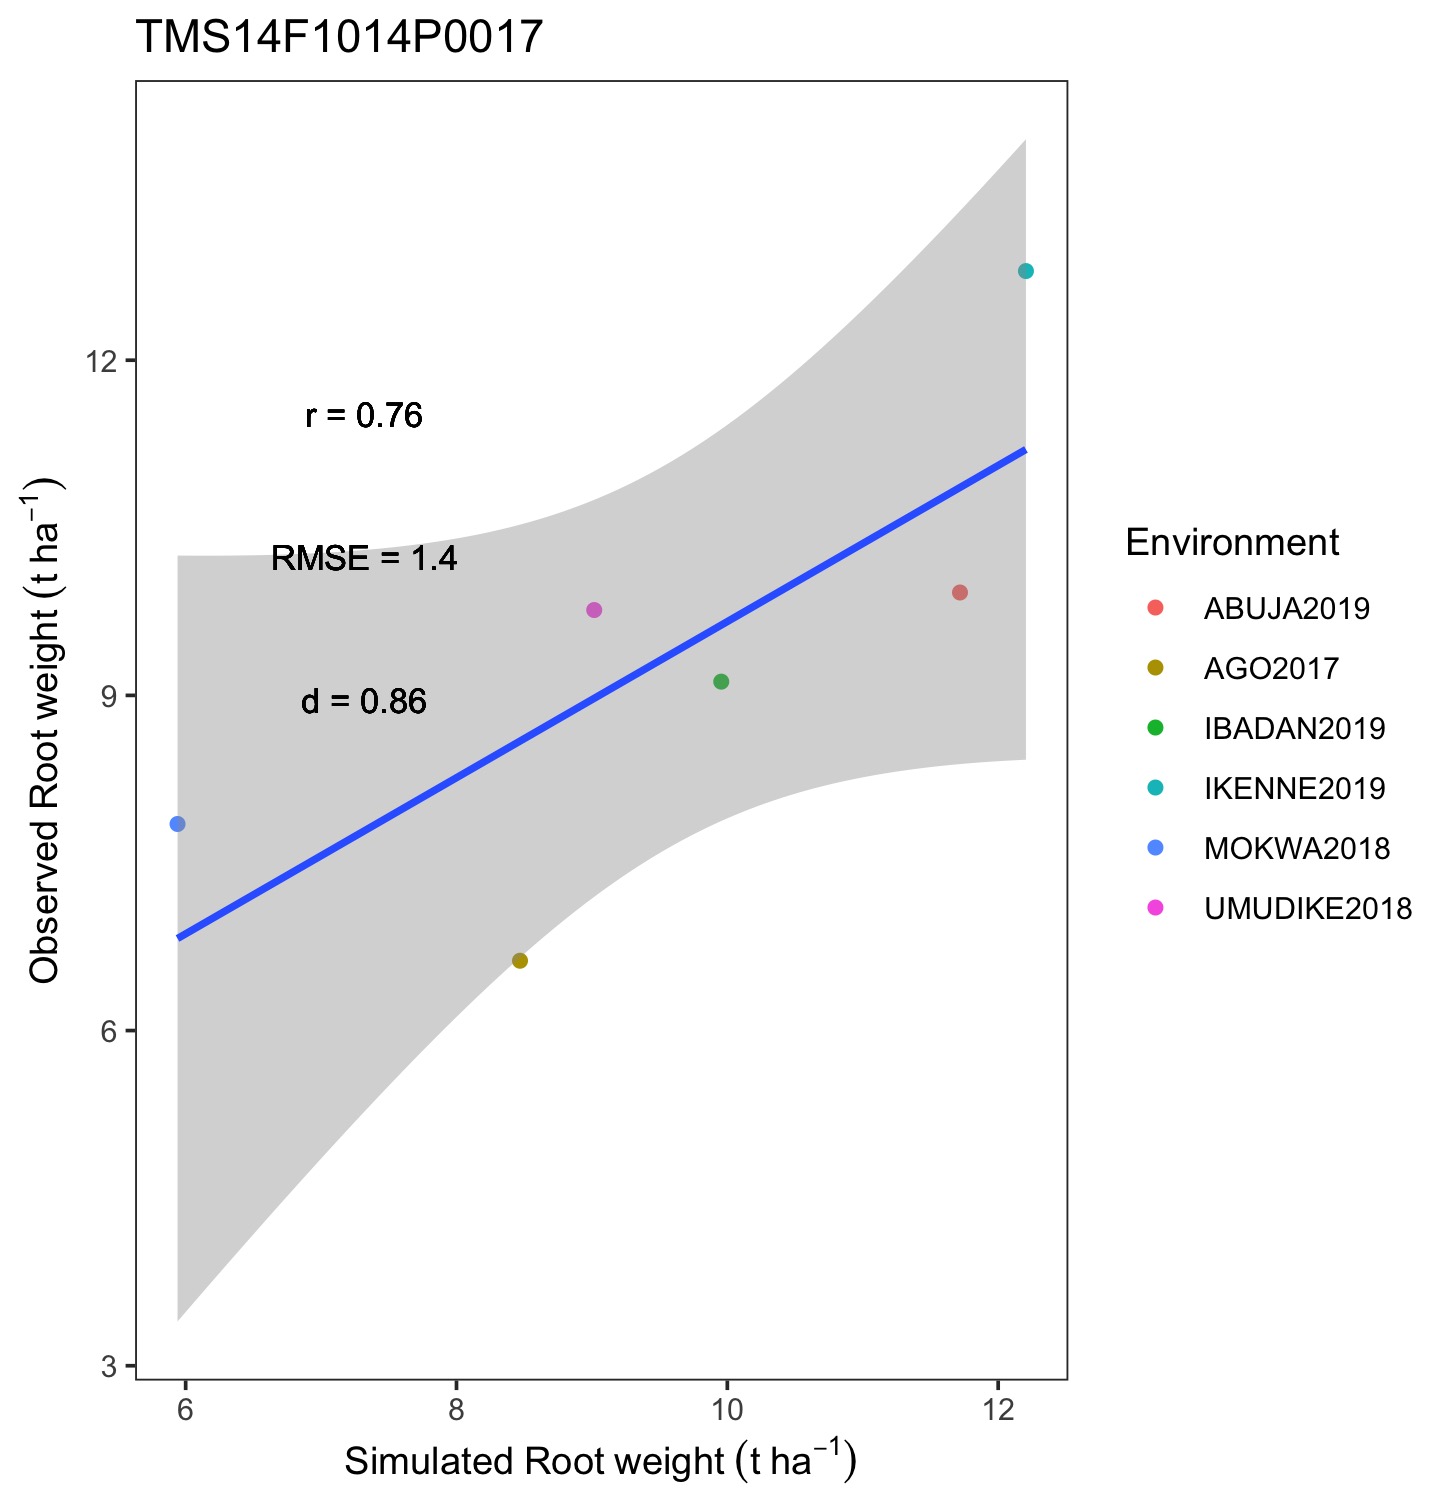 TMS14F1014P0017
12
9
6
3
Observed Root weight (t ha⁻¹)
r = 0.76
RMSE = 1.4
d = 0.86
6 8 10 12
Simulated Root weight (t ha⁻¹)
Environment
ABUJA2019
AGO2017
IBADAN2019
IKENNE2019
MOKWA2018
UMUDIKE2018